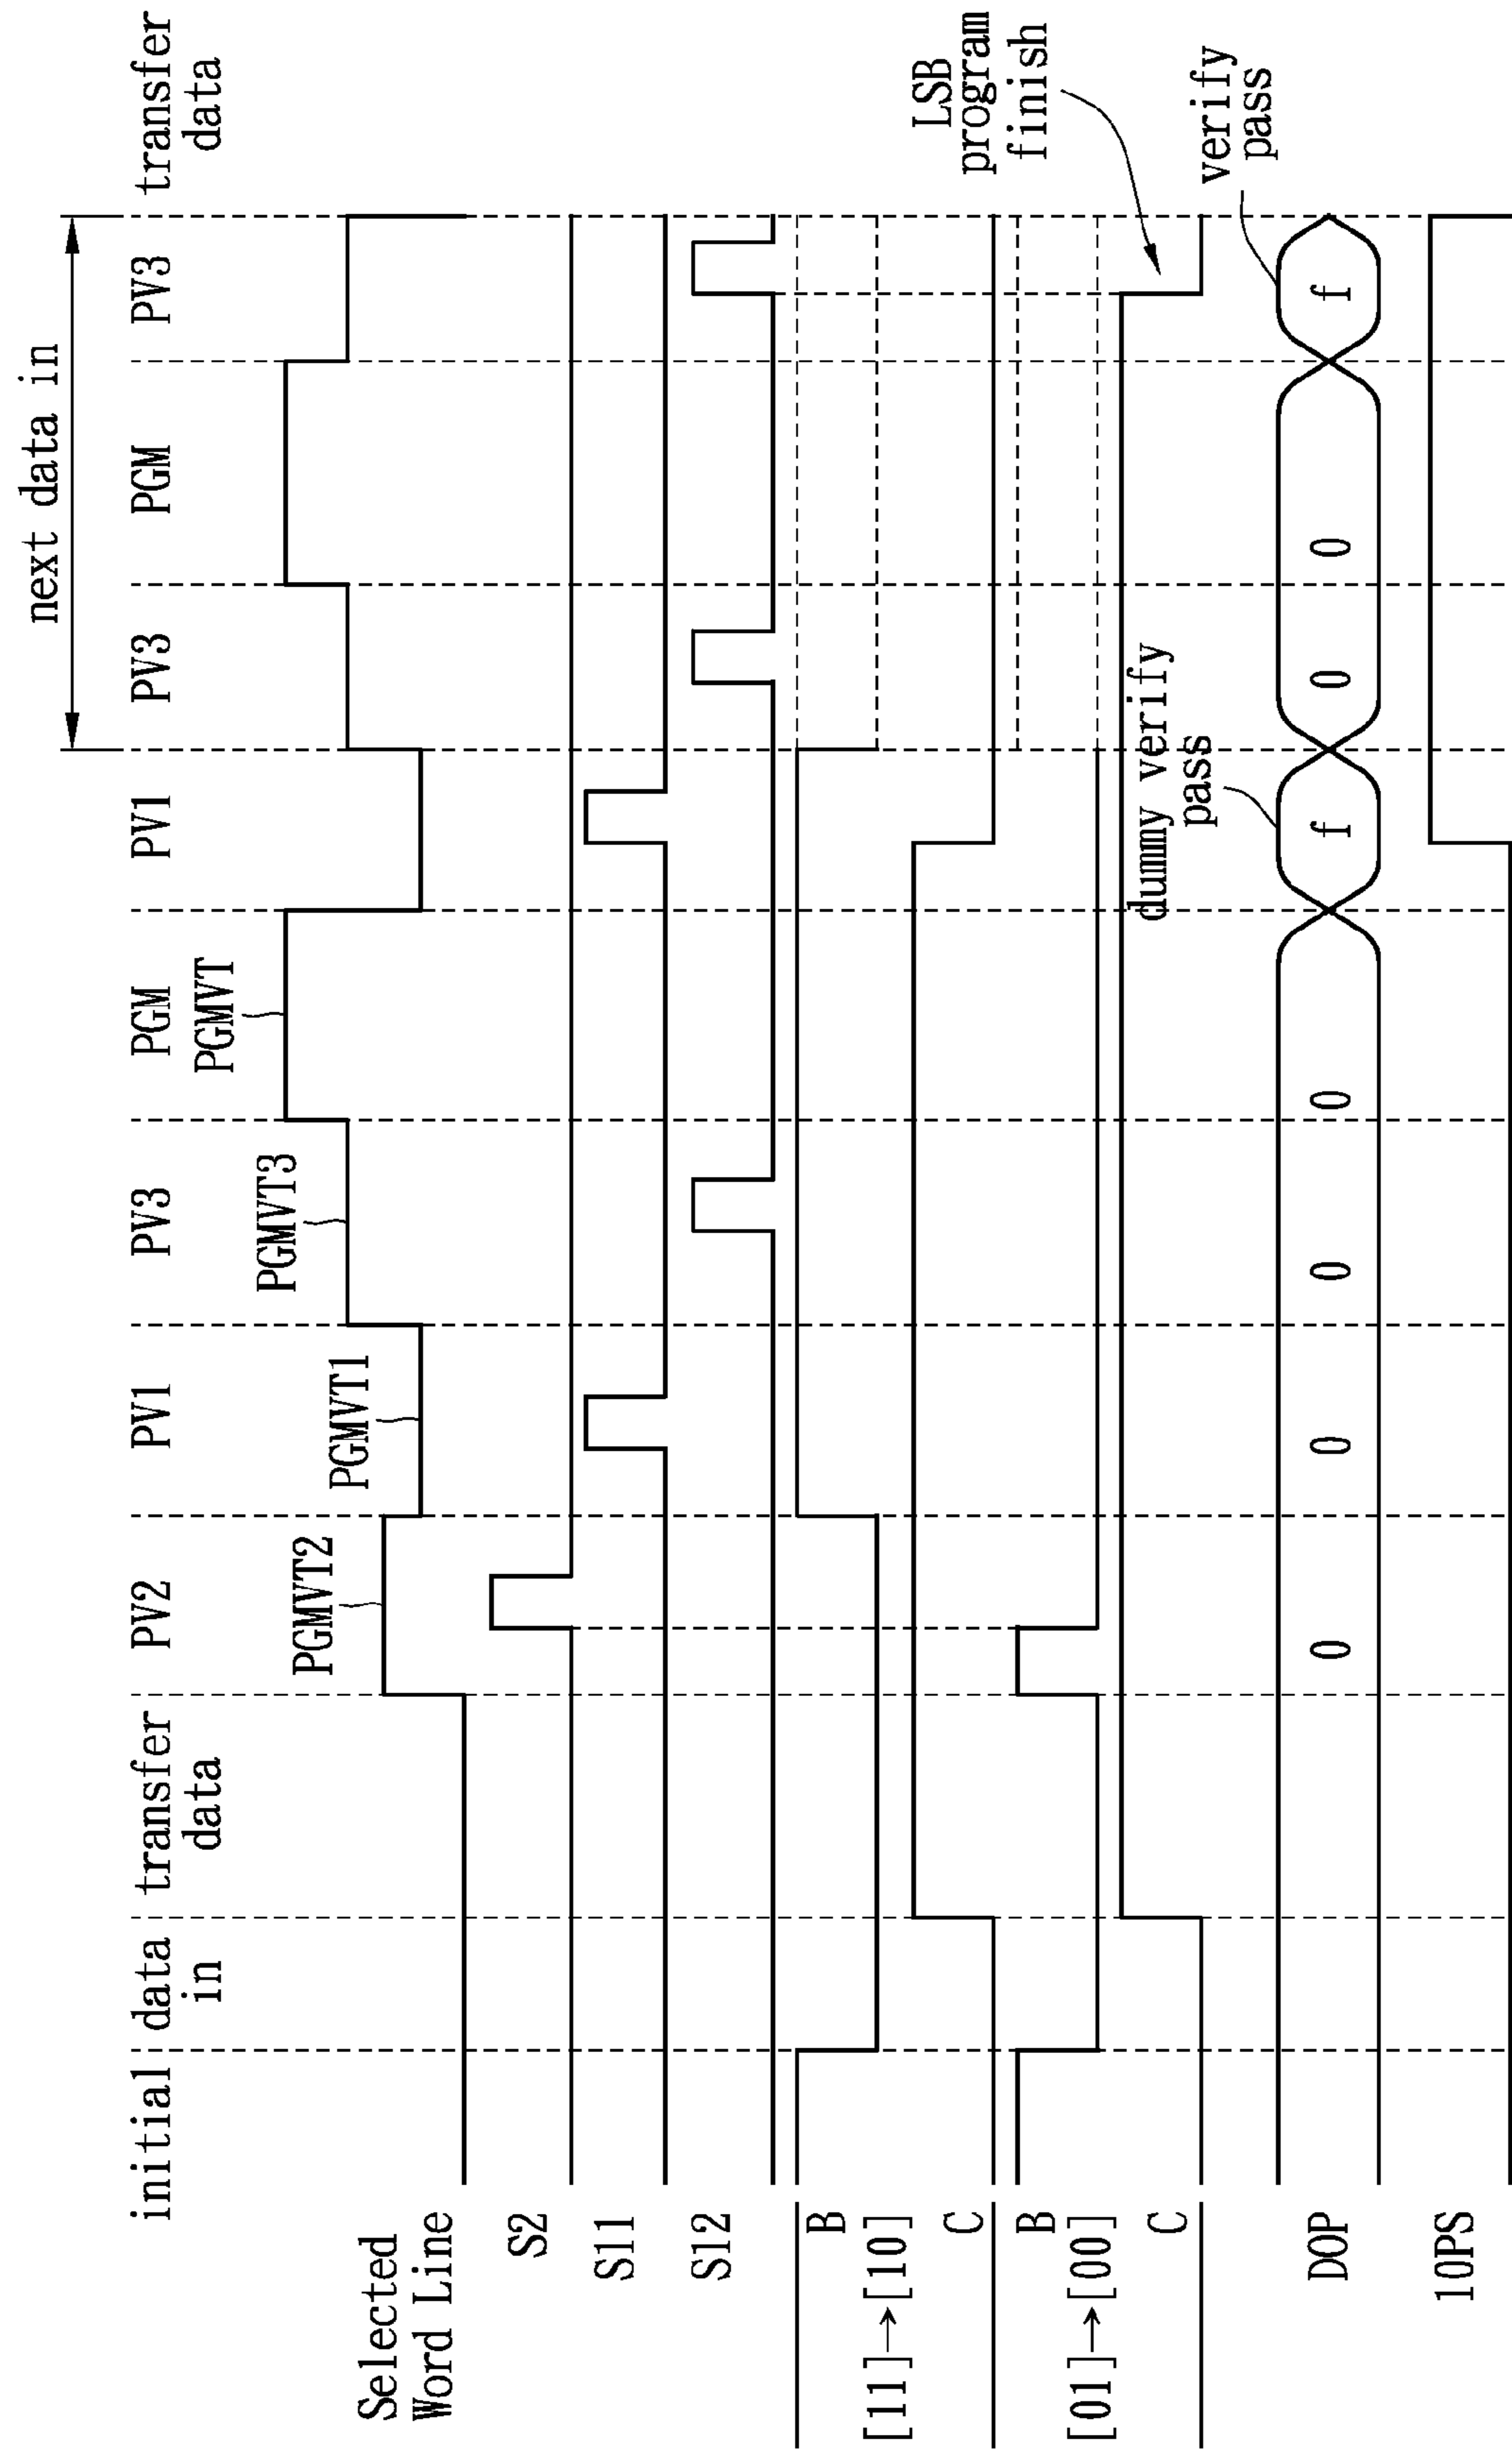 next data in
initial
data
in
transfer
data
PV2
PV1
PV3
PGM
PV1
PV3
PGM
PV3
transfer
data
Selected
Word Line
PGMVT2
PGMVT1
PGMVT3
PGMVT
S2
S11
S12
[11]→[10]
B
C
LSB
program
finish
[01]→[00]
B
C
dummy verify
pass
verify
pass
DOP
0
0
0
0
f
0
0
f
10PS